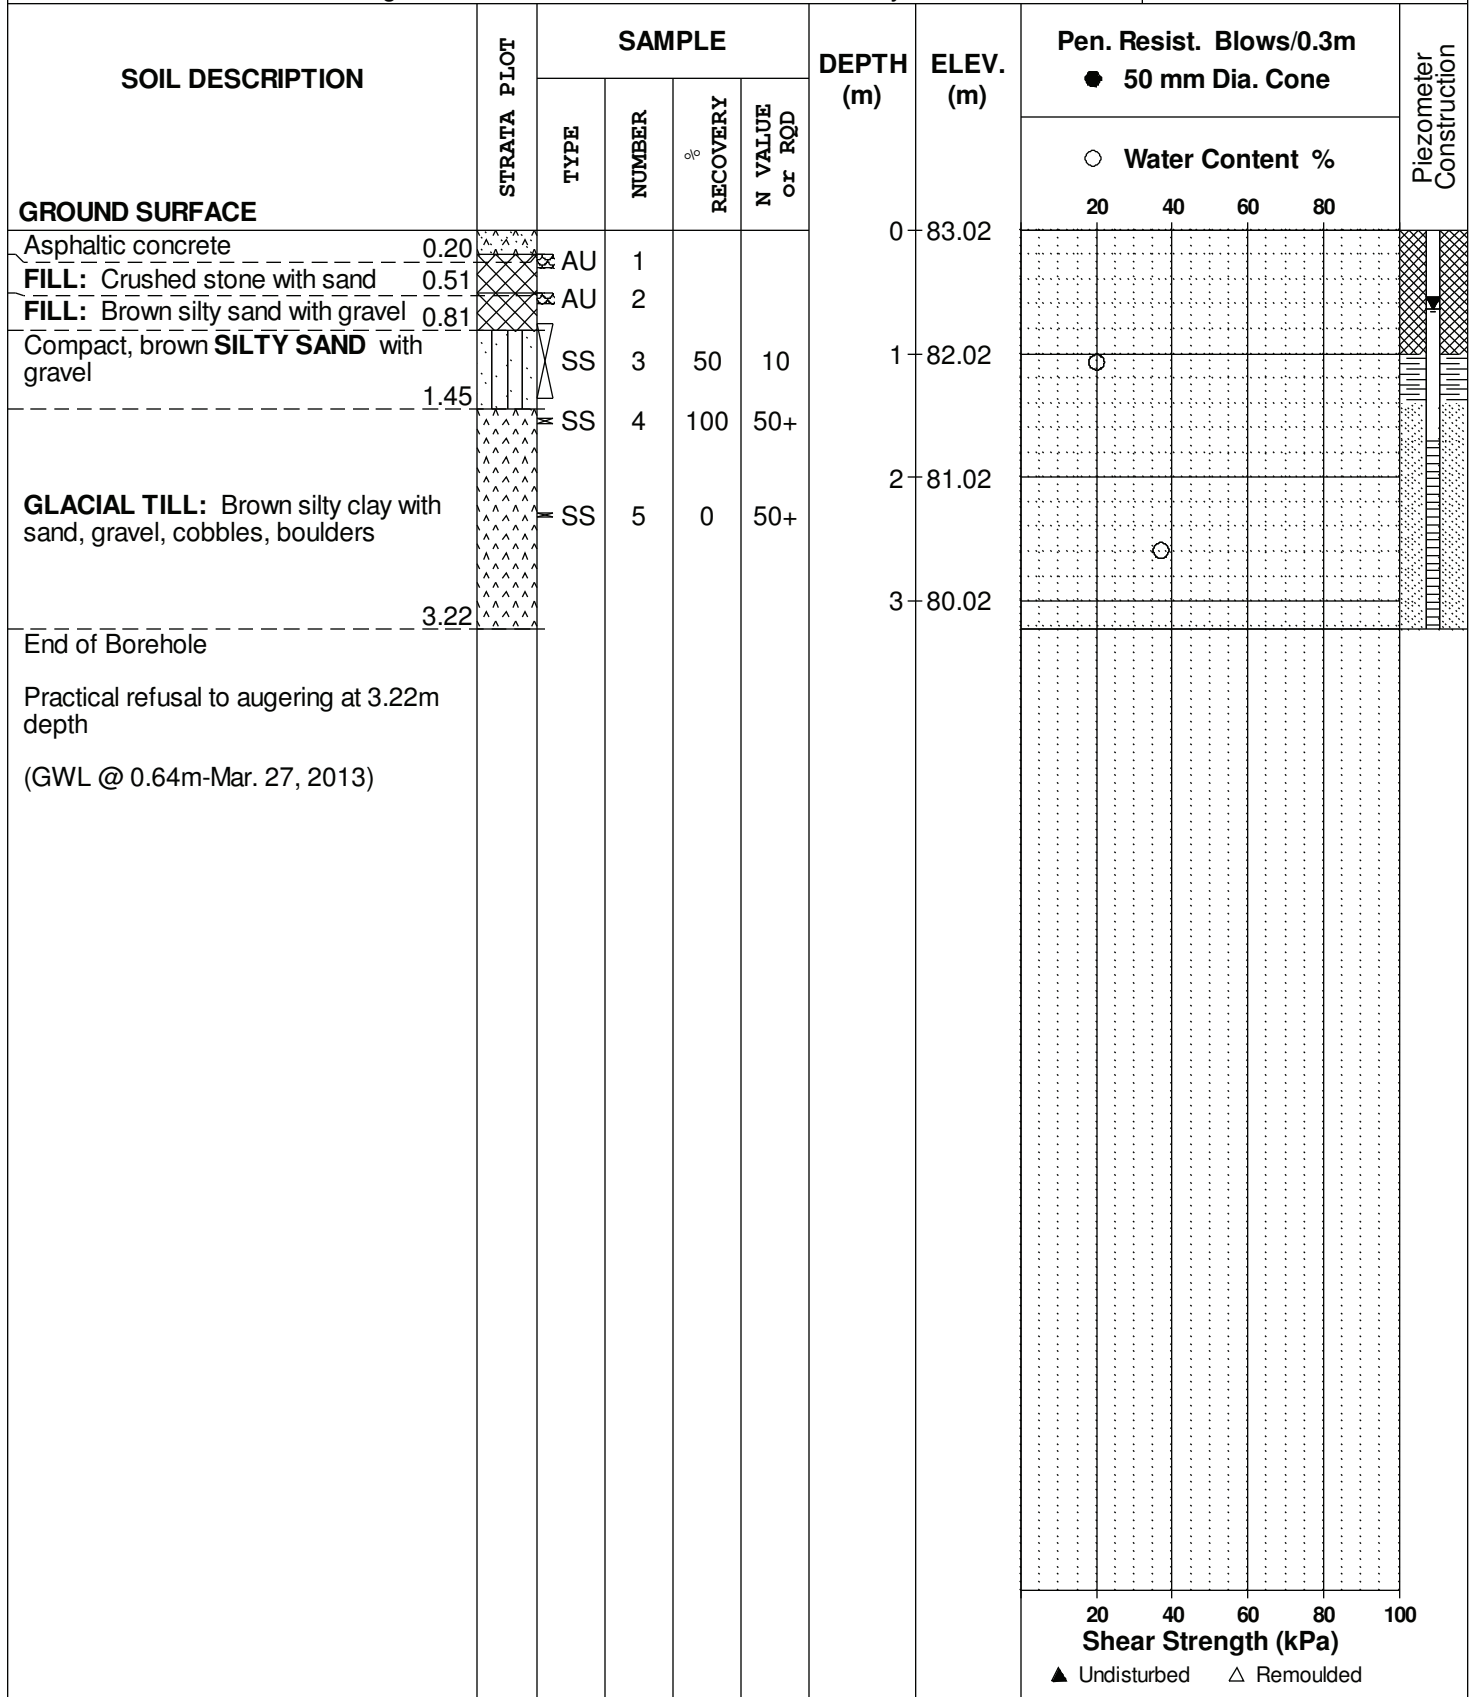 SOIL DESCRIPTION
GROUND SURFACE
STRATA PLOT
SAMPLE
TYPE
NUMBER
% RECOVERY
N VALUE or RQD
DEPTH (m)
ELEV. (m)
Pen. Resist. Blows/0.3m
● 50 mm Dia. Cone
○ Water Content %
20 40 60 80
Piezometer Construction
0 83.02
Asphaltic concrete 0.20
AU 1
FILL: Crushed stone with sand 0.51
AU 2
FILL: Brown silty sand with gravel 0.81
Compact, brown SILTY SAND with
gravel
1.45
SS 3 50 10
1 82.02
SS 4 100 50+
2 81.02
GLACIAL TILL: Brown silty clay with
sand, gravel, cobbles, boulders
SS 5 0 50+
3 80.02
3.22
End of Borehole
Practical refusal to augering at 3.22m
depth
(GWL @ 0.64m-Mar. 27, 2013)
20 40 60 80 100
Shear Strength (kPa)
▲ Undisturbed △ Remoulded